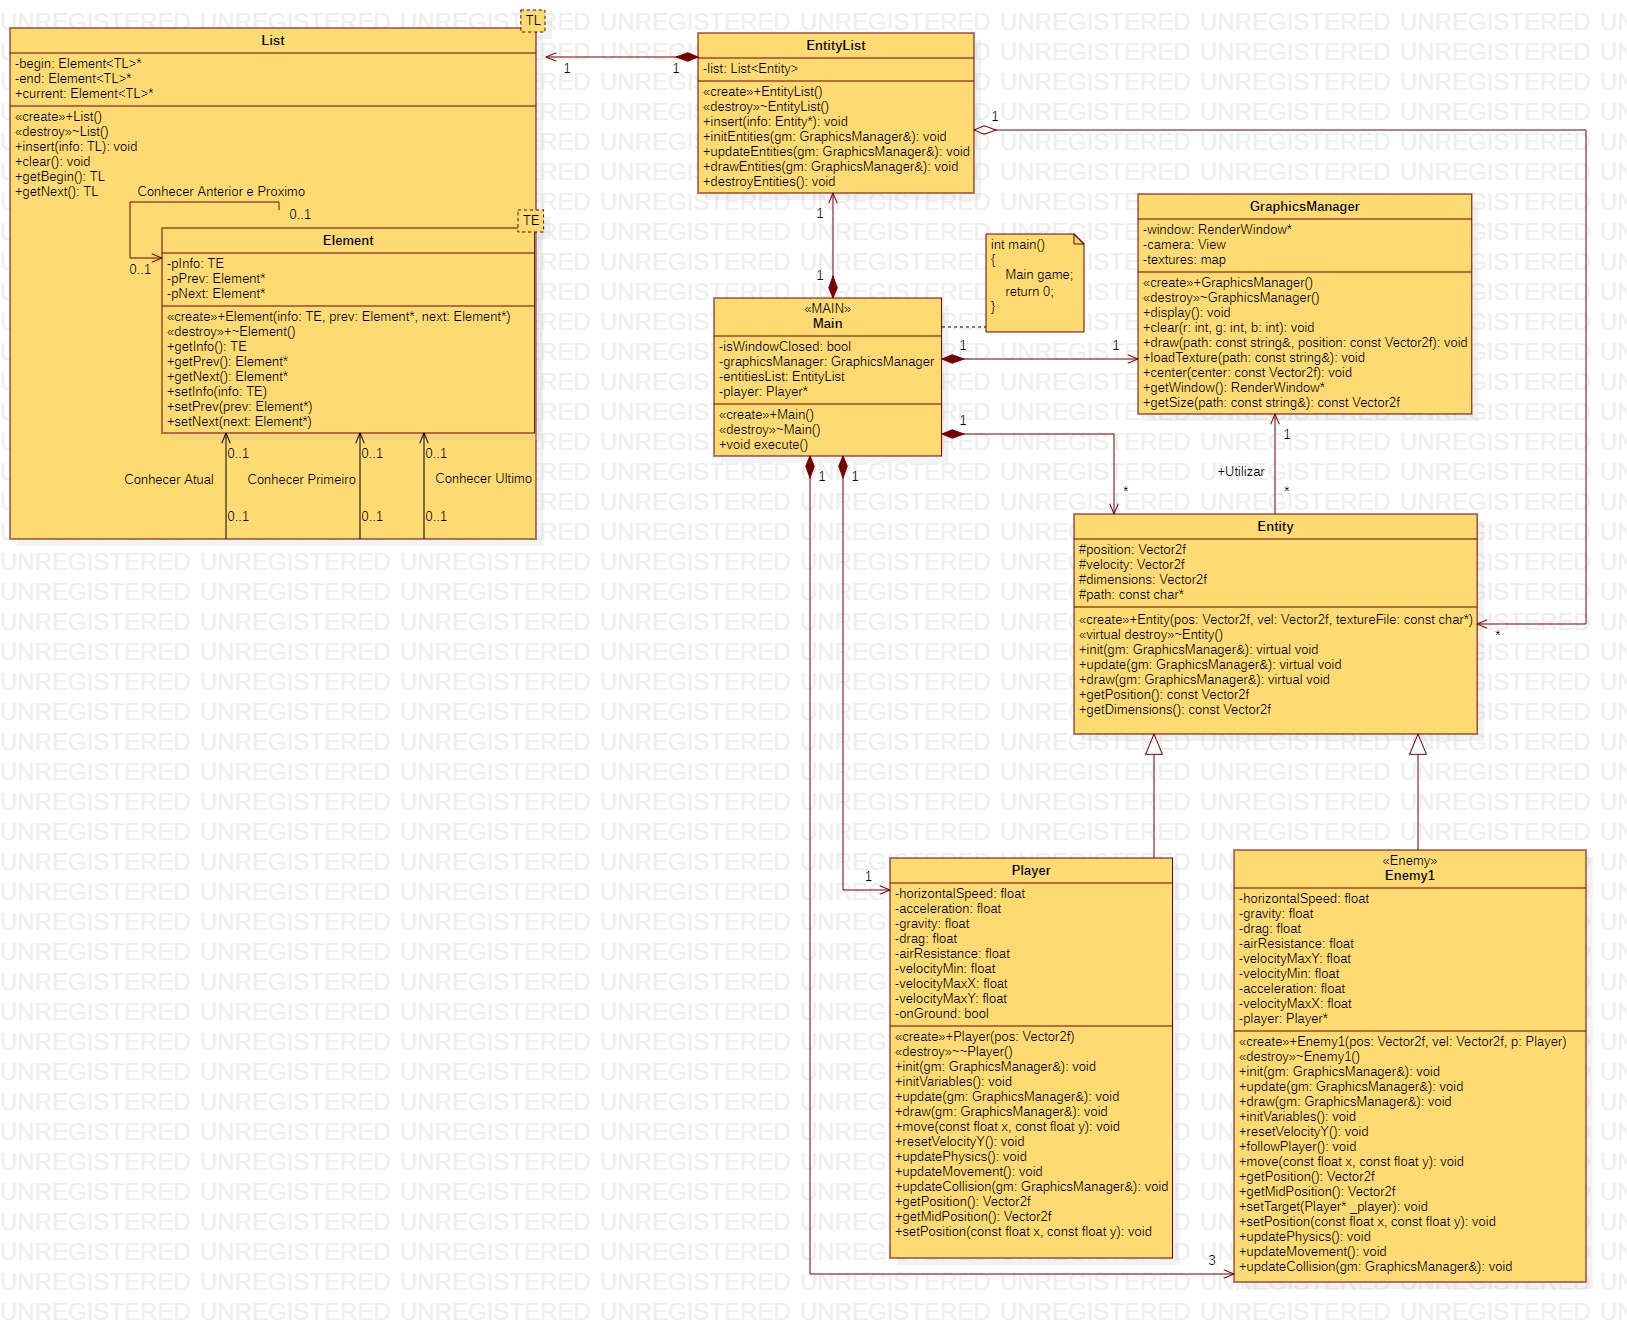 TL
List
-begin: Element<TL>*
-end: Element<TL>*
+current: Element<TL>*
«create»+List()
«destroy»~List()
+insert(info: TL): void
+clear(): void
+getBegin(): TL
+getNext(): TL
Conhecer Anterior e Proximo
0..1
0..1
TE
Element
-pInfo: TE
-pPrev: Element*
-pNext: Element*
«create»+Element(info: TE, prev: Element*, next: Element*)
«destroy»+~Element()
+getInfo(): TE
+getPrev(): Element*
+getNext(): Element*
+setInfo(info: TE)
+setPrev(prev: Element*)
+setNext(next: Element*)
0..1 0..1 0..1
Conhecer Atual Conhecer Primeiro Conhecer Ultimo
0..1 0..1 0..1
1 1
EntityList
-list: List<Entity>
«create»+EntityList()
«destroy»~EntityList()
+insert(info: Entity*): void
+initEntities(gm: GraphicsManager&): void
+updateEntities(gm: GraphicsManager&): void
+drawEntities(gm: GraphicsManager&): void
+destroyEntities(): void
1
1
1
int main()
{
Main game;
return 0;
}
«MAIN»
Main
-isWindowClosed: bool
-graphicsManager: GraphicsManager
-entitiesList: EntityList
-player: Player*
«create»+Main()
«destroy»~Main()
+void execute()
1 1
1
*
1 1
GraphicsManager
-window: RenderWindow*
-camera: View
-textures: map
«create»+GraphicsManager()
«destroy»~GraphicsManager()
+display(): void
+clear(r: int, g: int, b: int): void
+draw(path: const string&, position: const Vector2f): void
+loadTexture(path: const string&): void
+center(center: const Vector2f): void
+getWindow(): RenderWindow*
+getSize(path: const string&): const Vector2f
1
+Utilizar
*
Entity
#position: Vector2f
#velocity: Vector2f
#dimensions: Vector2f
#path: const char*
«create»+Entity(pos: Vector2f, vel: Vector2f, textureFile: const char*)
«virtual destroy»~Entity()
+init(gm: GraphicsManager&): virtual void
+update(gm: GraphicsManager&): virtual void
+draw(gm: GraphicsManager&): virtual void
+getPosition(): const Vector2f
+getDimensions(): const Vector2f
*
1
Player
-horizontalSpeed: float
-acceleration: float
-gravity: float
-drag: float
-airResistance: float
-velocityMin: float
-velocityMaxX: float
-velocityMaxY: float
-onGround: bool
«create»+Player(pos: Vector2f)
«destroy»~~Player()
+init(gm: GraphicsManager&): void
+initVariables(): void
+update(gm: GraphicsManager&): void
+draw(gm: GraphicsManager&): void
+move(const float x, const float y): void
+resetVelocityY(): void
+updatePhysics(): void
+updateMovement(): void
+updateCollision(gm: GraphicsManager&): void
+getPosition(): Vector2f
+getMidPosition(): Vector2f
+setPosition(const float x, const float y): void
3
«Enemy»
Enemy1
-horizontalSpeed: float
-gravity: float
-drag: float
-airResistance: float
-velocityMaxY: float
-velocityMin: float
-acceleration: float
-velocityMaxX: float
-player: Player*
«create»+Enemy1(pos: Vector2f, vel: Vector2f, p: Player)
«destroy»~Enemy1()
+init(gm: GraphicsManager&): void
+update(gm: GraphicsManager&): void
+draw(gm: GraphicsManager&): void
+initVariables(): void
+resetVelocityY(): void
+followPlayer(): void
+move(const float x, const float y): void
+getPosition(): Vector2f
+getMidPosition(): Vector2f
+setTarget(Player* _player): void
+setPosition(const float x, const float y): void
+updatePhysics(): void
+updateMovement(): void
+updateCollision(gm: GraphicsManager&): void
UNREGISTERED